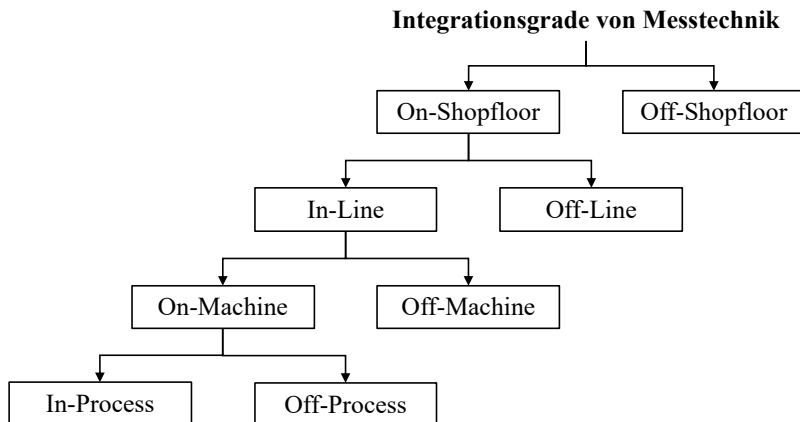 Integrationsgrade von Messtechnik
On-Shopfloor
Off-Shopfloor
In-Line
Off-Line
On-Machine
Off-Machine
In-Process
Off-Process